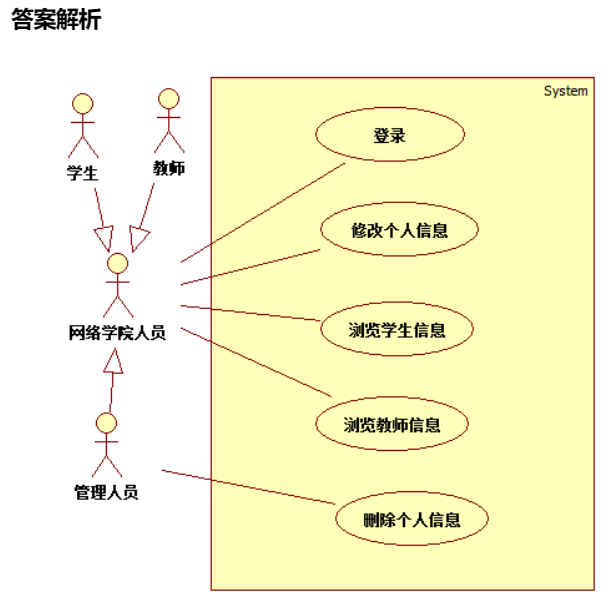 答案解析
System
学生
教师
登录
修改个人信息
网络学院人员
浏览学生信息
浏览教师信息
管理人员
删除个人信息